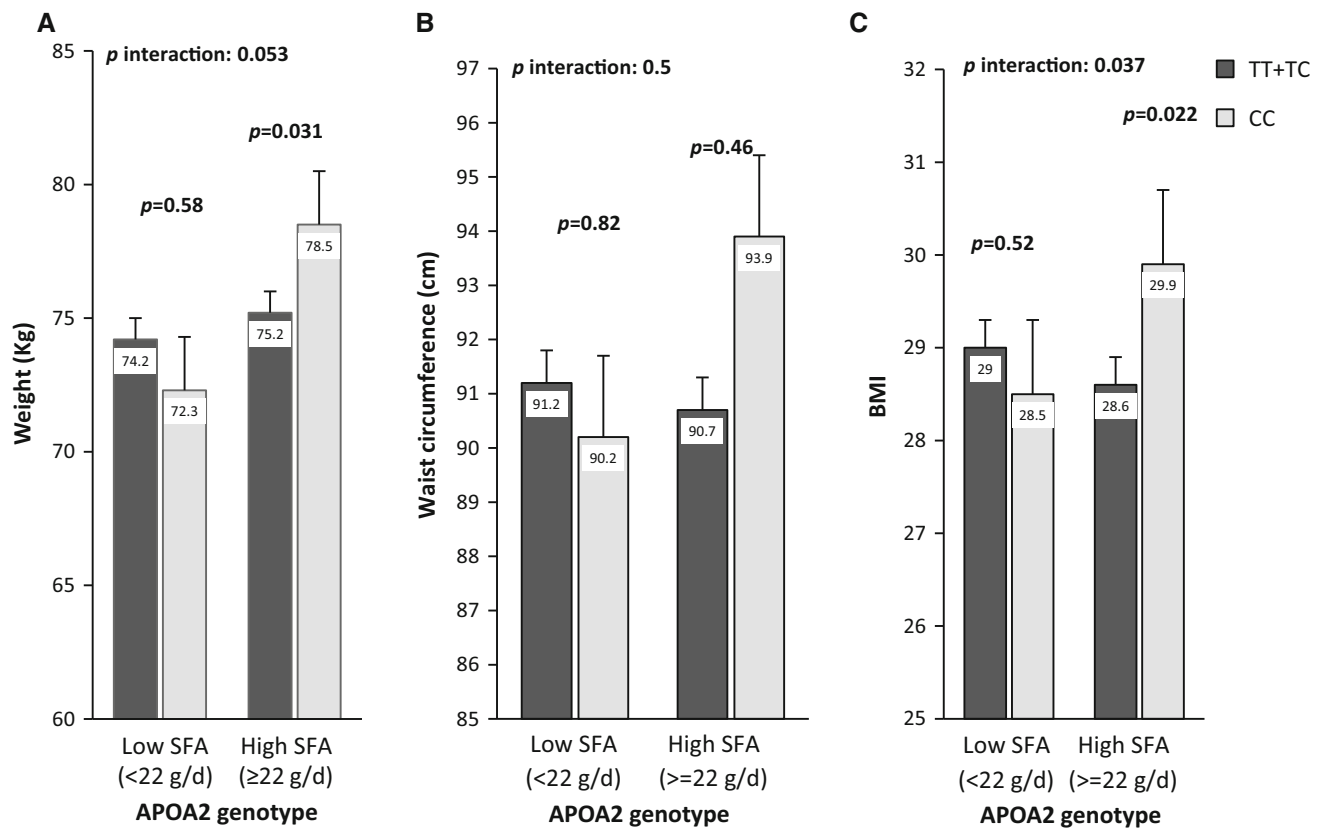 A
p interaction: 0.053
85
80
75
70
65
60
Weight (Kg)
p=0.58
p=0.031
74.2
72.3
75.2
78.5
Low SFA
(<22 g/d)
High SFA
(≥22 g/d)
APOA2 genotype
B
p interaction: 0.5
97
96
95
94
93
92
91
90
89
88
87
86
85
Waist circumference (cm)
p=0.82
p=0.46
91.2
90.2
90.7
93.9
Low SFA
(<22 g/d)
High SFA
(>=22 g/d)
APOA2 genotype
C
p interaction: 0.037
32
31
30
29
28
27
26
25
BMI
p=0.52
p=0.022
29
28.5
28.6
29.9
Low SFA
(<22 g/d)
High SFA
(>=22 g/d)
APOA2 genotype
TT+TC
CC